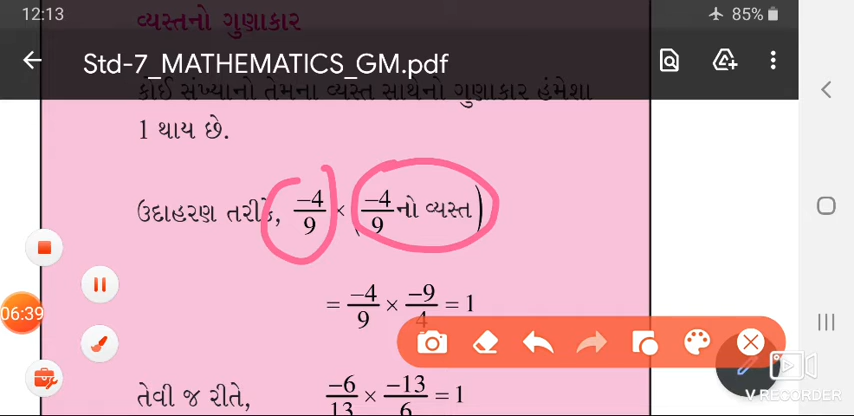 12:13
85%
વ્યસ્તનો ગુણાકાર
Std-7_MATHEMATICS_GM.pdf
કોઈ સંખ્યાનો તેમના વ્યસ્ત સાથેનો ગુણાકાર હંમેશા
1 થાય છે.
ઉદાહરણ તરીકે, -4/9 × (-4/9 નો વ્યસ્ત)
= -4/9 × -9/4 = 1
06:39
તેવી જ રીતે, -6/13 × -13/6 = 1
V RECORDER